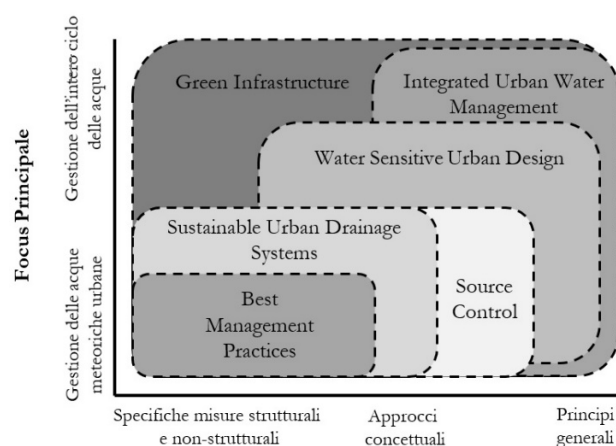 Focus Principale
Gestione dell'intero ciclo
delle acque
Gestione delle acque
meteoriche urbane
Green Infrastructure
Integrated Urban Water
Management
Water Sensitive Urban Design
Sustainable Urban Drainage
Systems
Source
Control
Best
Management
Practices
Specifiche misure strutturali
e non-strutturali
Approcci
concettuali
Principi
generali